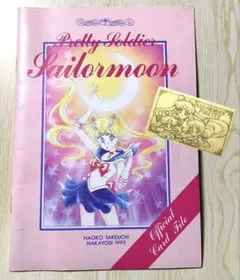 Pretty Soldier
Sailormoon
NAOKO TAKEUCHI
NAKAYOSI 1993
Official
Card File